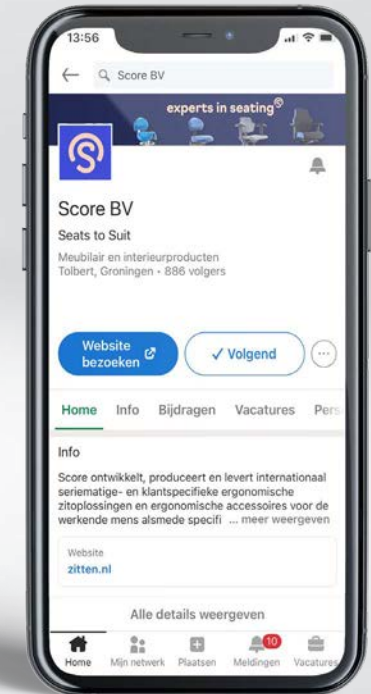 13:56
Score BV
experts in seating
Score BV
Seats to Suit
Meubilair en interieurproducten
Tolbert, Groningen • 886 volgers
Website
bezoeken
✓ Volgend
Home Info Bijdragen Vacatures Pers
Info
Score ontwikkelt, produceert en levert internationaal
seriematige- en klantspecifieke ergonomische
zitoplossingen en ergonomische accessoires voor de
werkende mens alsmede specifi ... meer weergeven
Website
zitten.nl
Alle details weergeven
10
Home Mijn netwerk Plaatsen Meldingen Vacatures